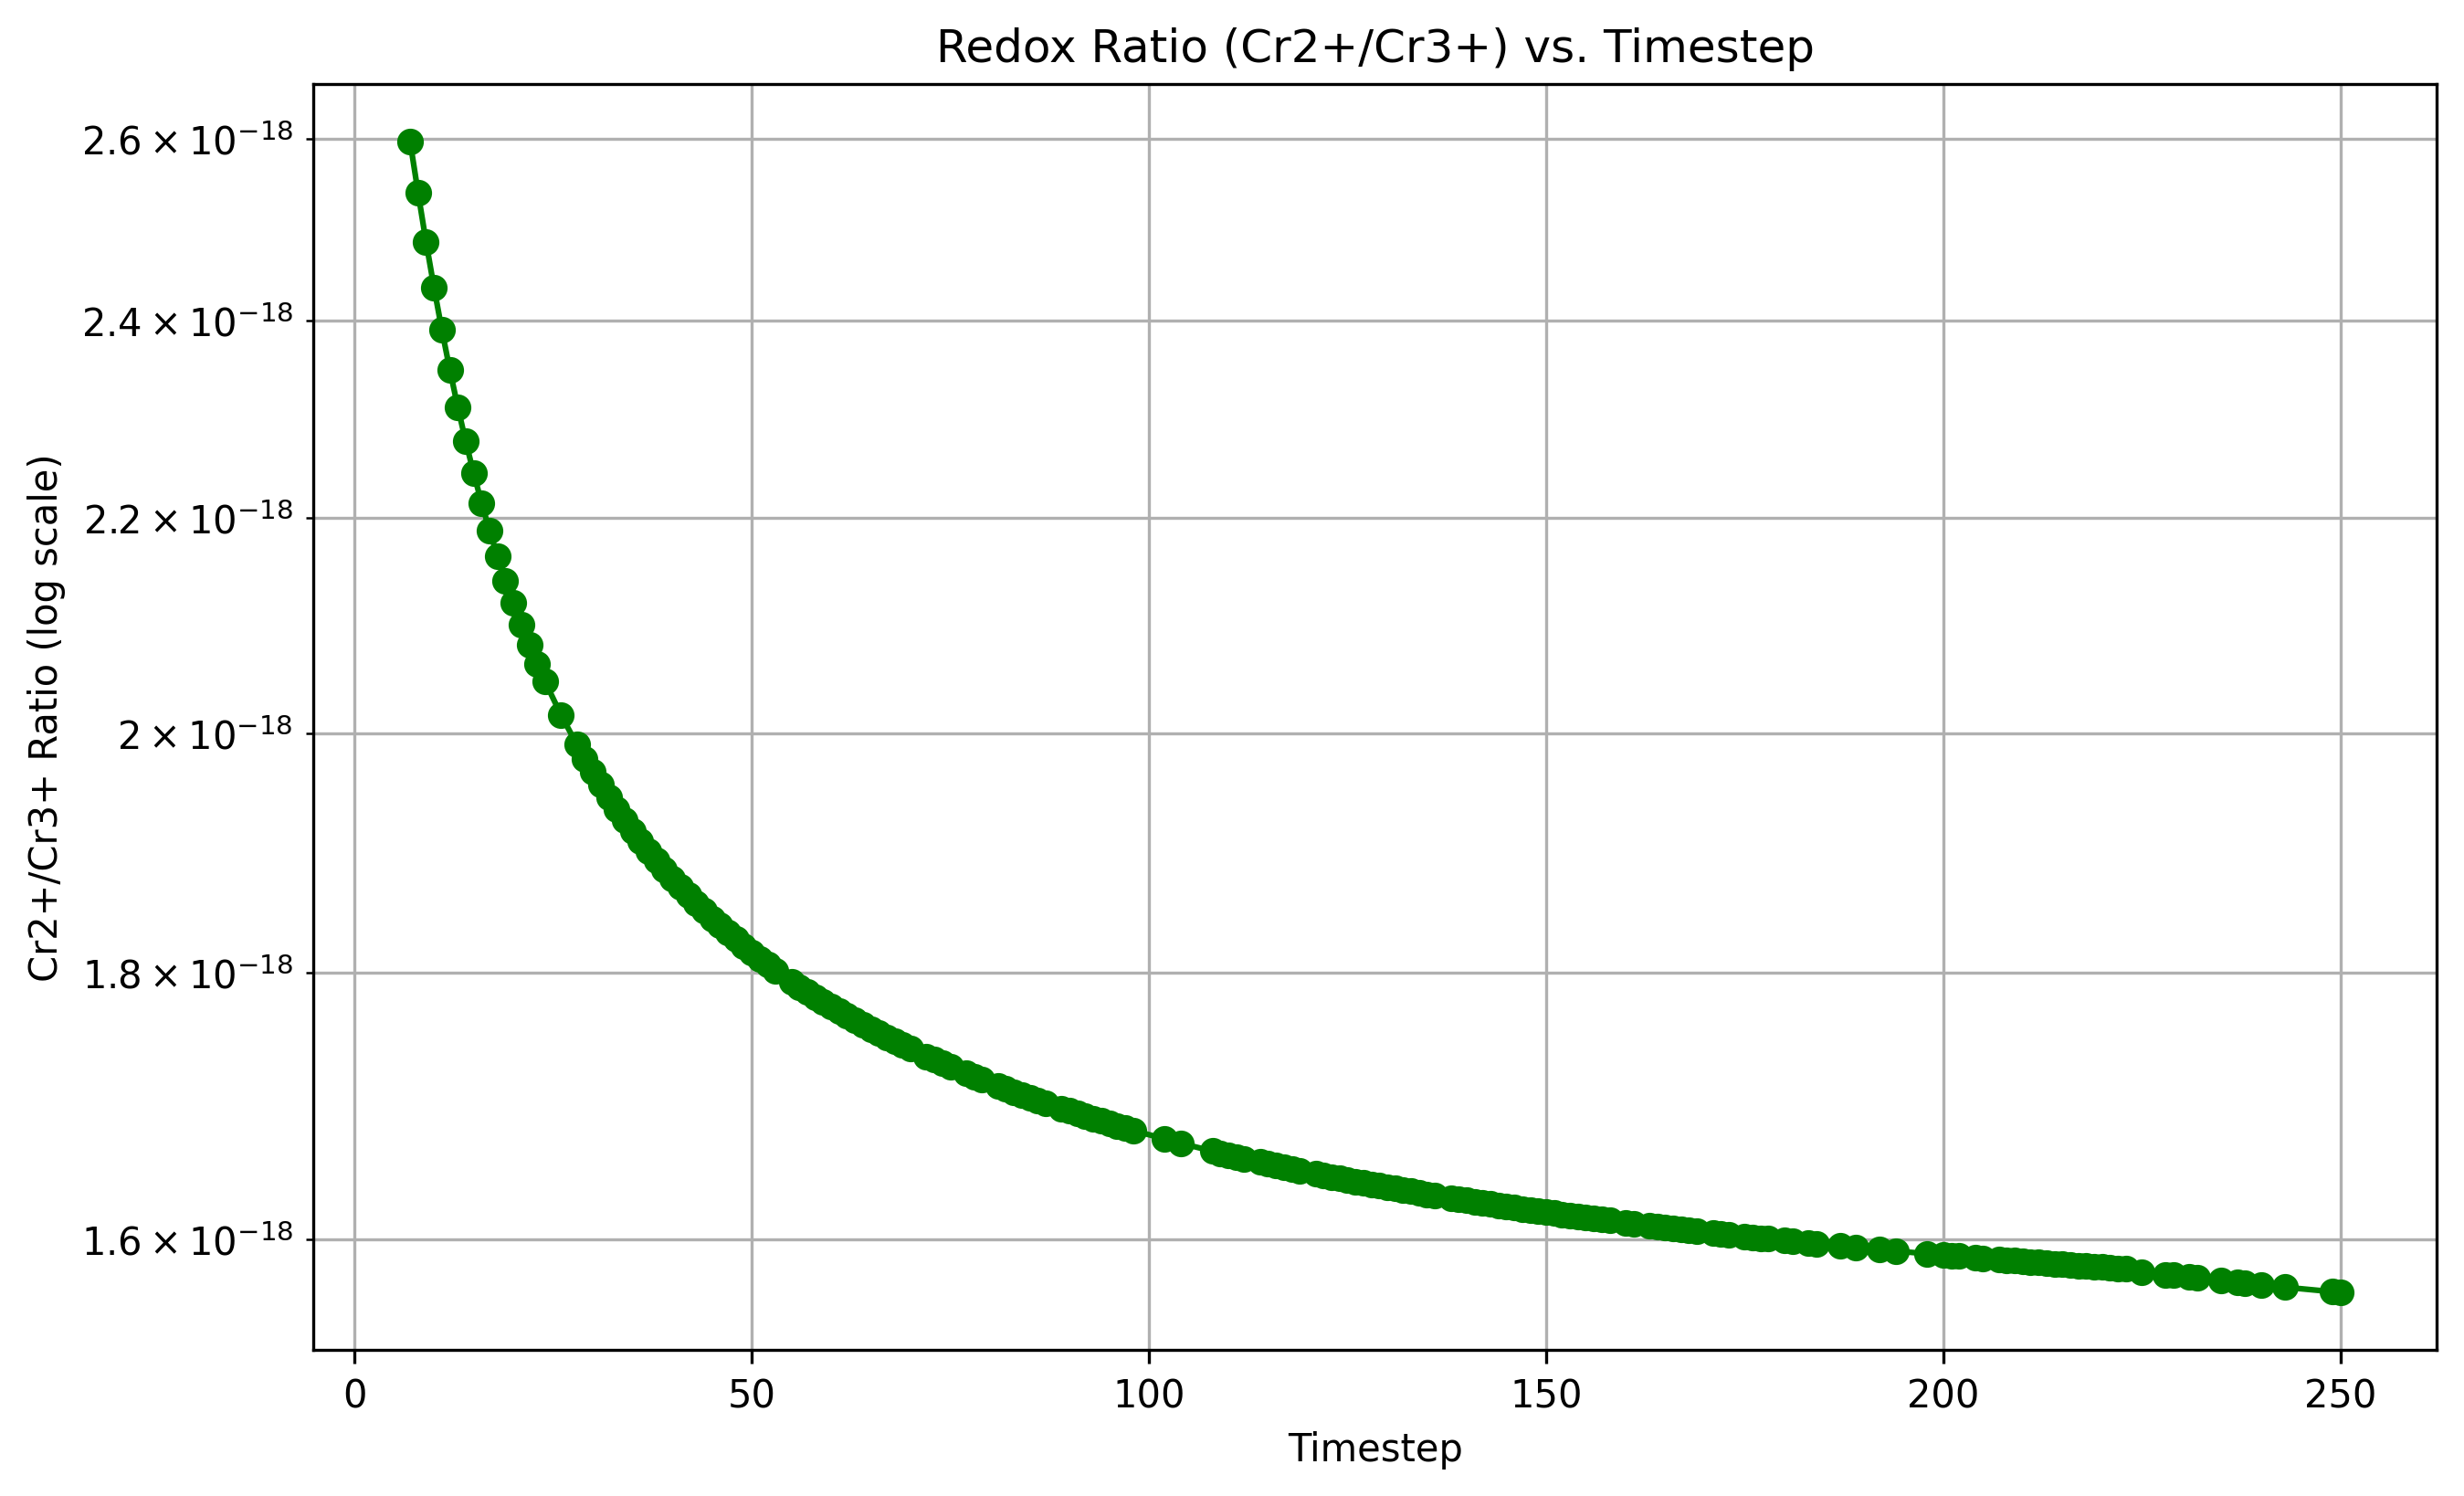 Redox Ratio (Cr2+/Cr3+) vs. Timestep
Cr2+/Cr3+ Ratio (log scale)
2.6 × 10⁻¹⁸
2.4 × 10⁻¹⁸
2.2 × 10⁻¹⁸
2 × 10⁻¹⁸
1.8 × 10⁻¹⁸
1.6 × 10⁻¹⁸
0 50 100 150 200 250
Timestep